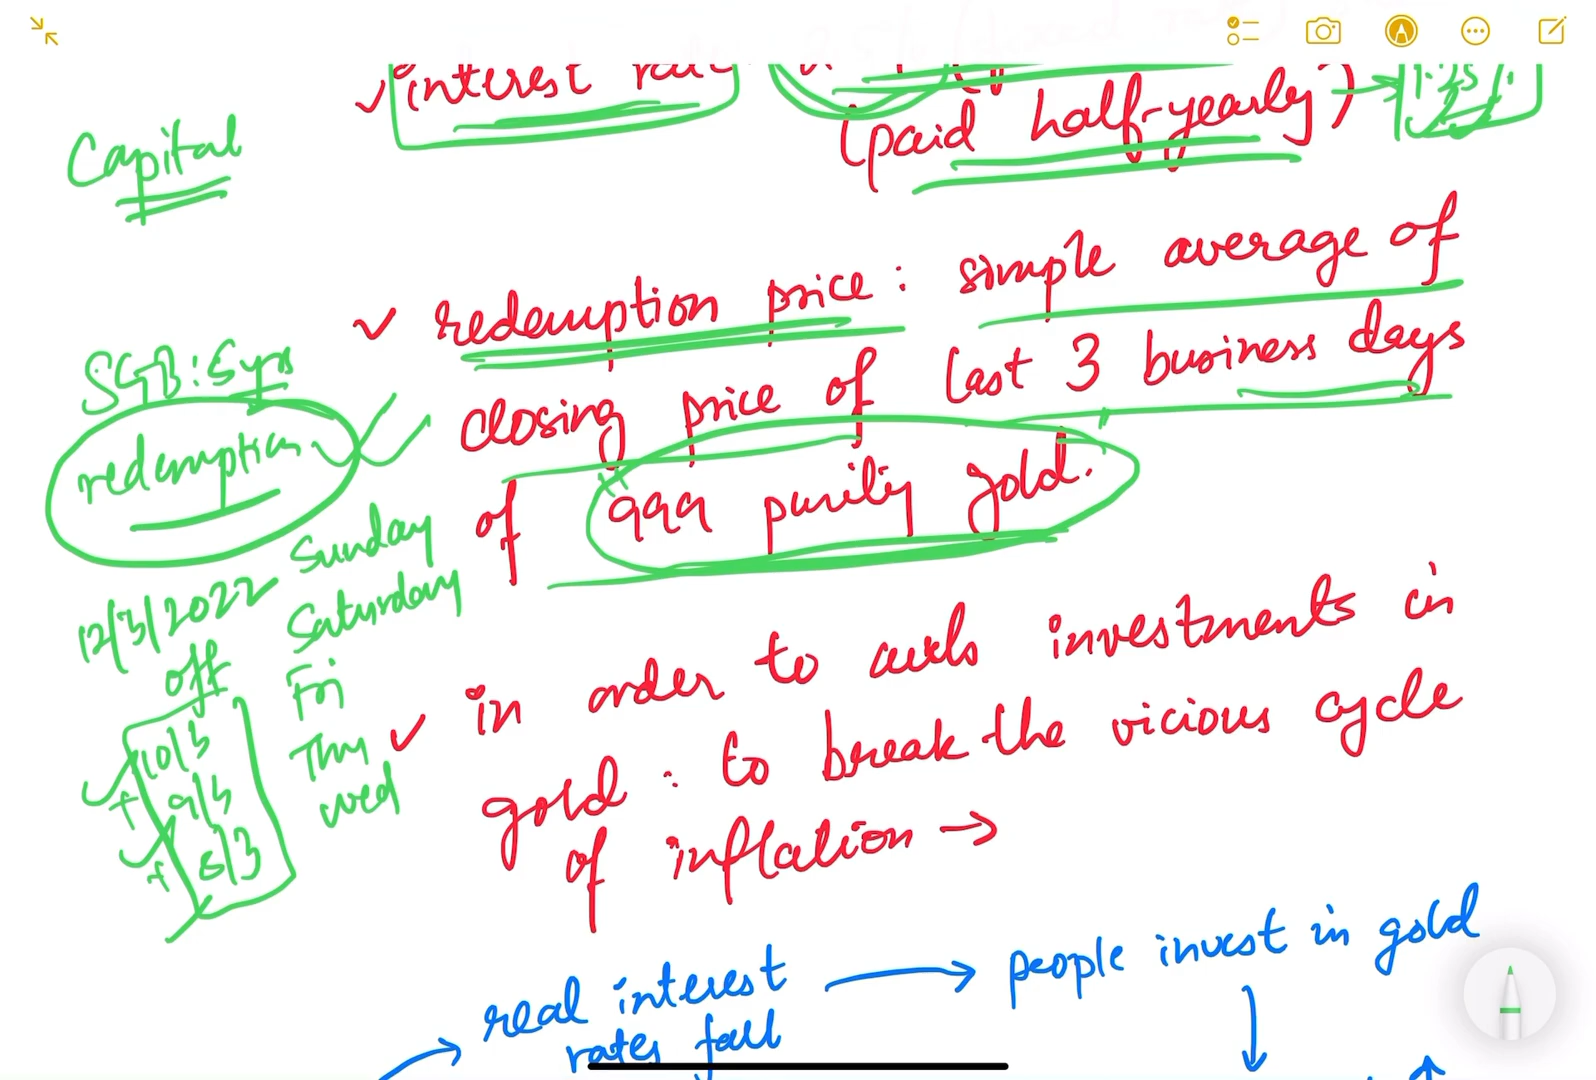 interest rate
(paid half-yearly) → 1.25%
Capital
✓ redemption price : simple average of
closing price of last 3 business days
of 999 purity gold.
SGB : 5yrs
redemption
12/3/2022 Sunday
off Saturday
Fri
10/3 Thu
+ 9/3 wed
+ 8/3
✓ in order to curb investments in
gold : to break the vicious cycle
of inflation →
real interest → people invest in gold
rates fall